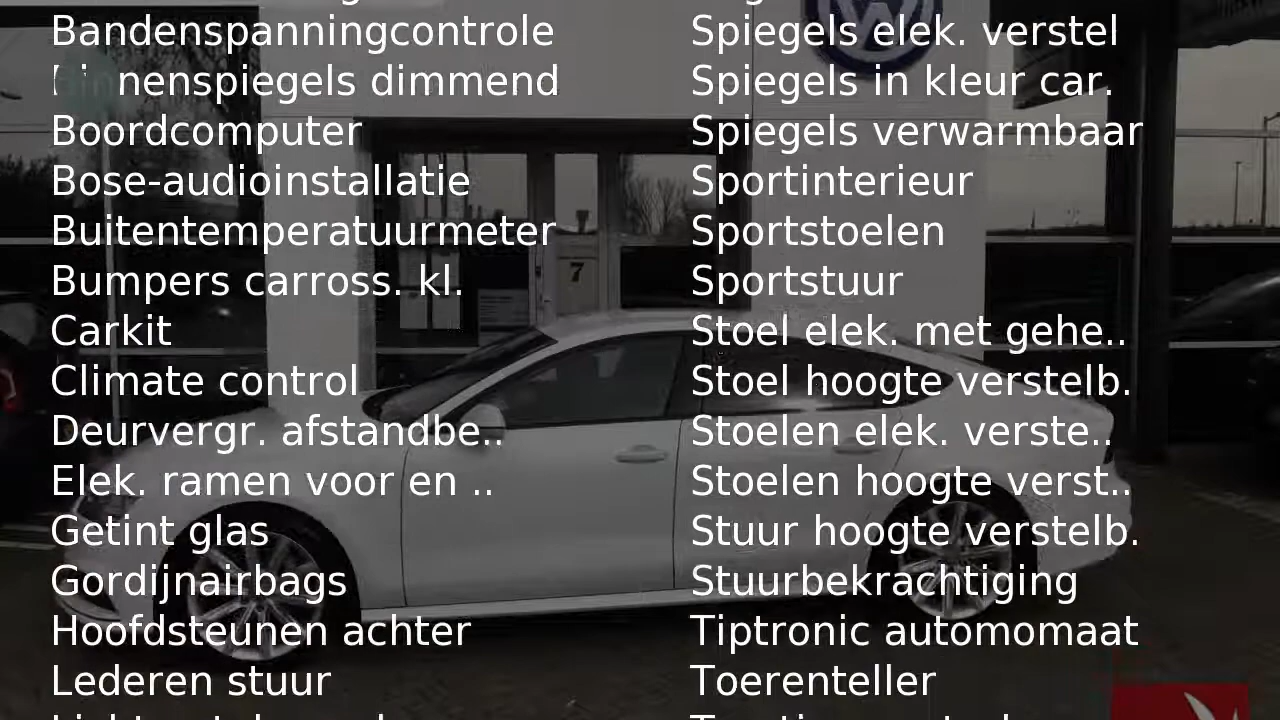 Bandenspanningcontrole
Binnenspiegels dimmend
Boordcomputer
Bose-audioinstallatie
Buitentemperatuurmeter
Bumpers carross. kl.
Carkit
Climate control
Deurvergr. afstandbe..
Elek. ramen voor en ..
Getint glas
Gordijnairbags
Hoofdsteunen achter
Lederen stuur
Spiegels elek. verstel
Spiegels in kleur car.
Spiegels verwarmbaar
Sportinterieur
Sportstoelen
Sportstuur
Stoel elek. met gehe..
Stoel hoogte verstelb.
Stoelen elek. verste..
Stoelen hoogte verst..
Stuur hoogte verstelb.
Stuurbekrachtiging
Tiptronic automomaat
Toerenteller
7